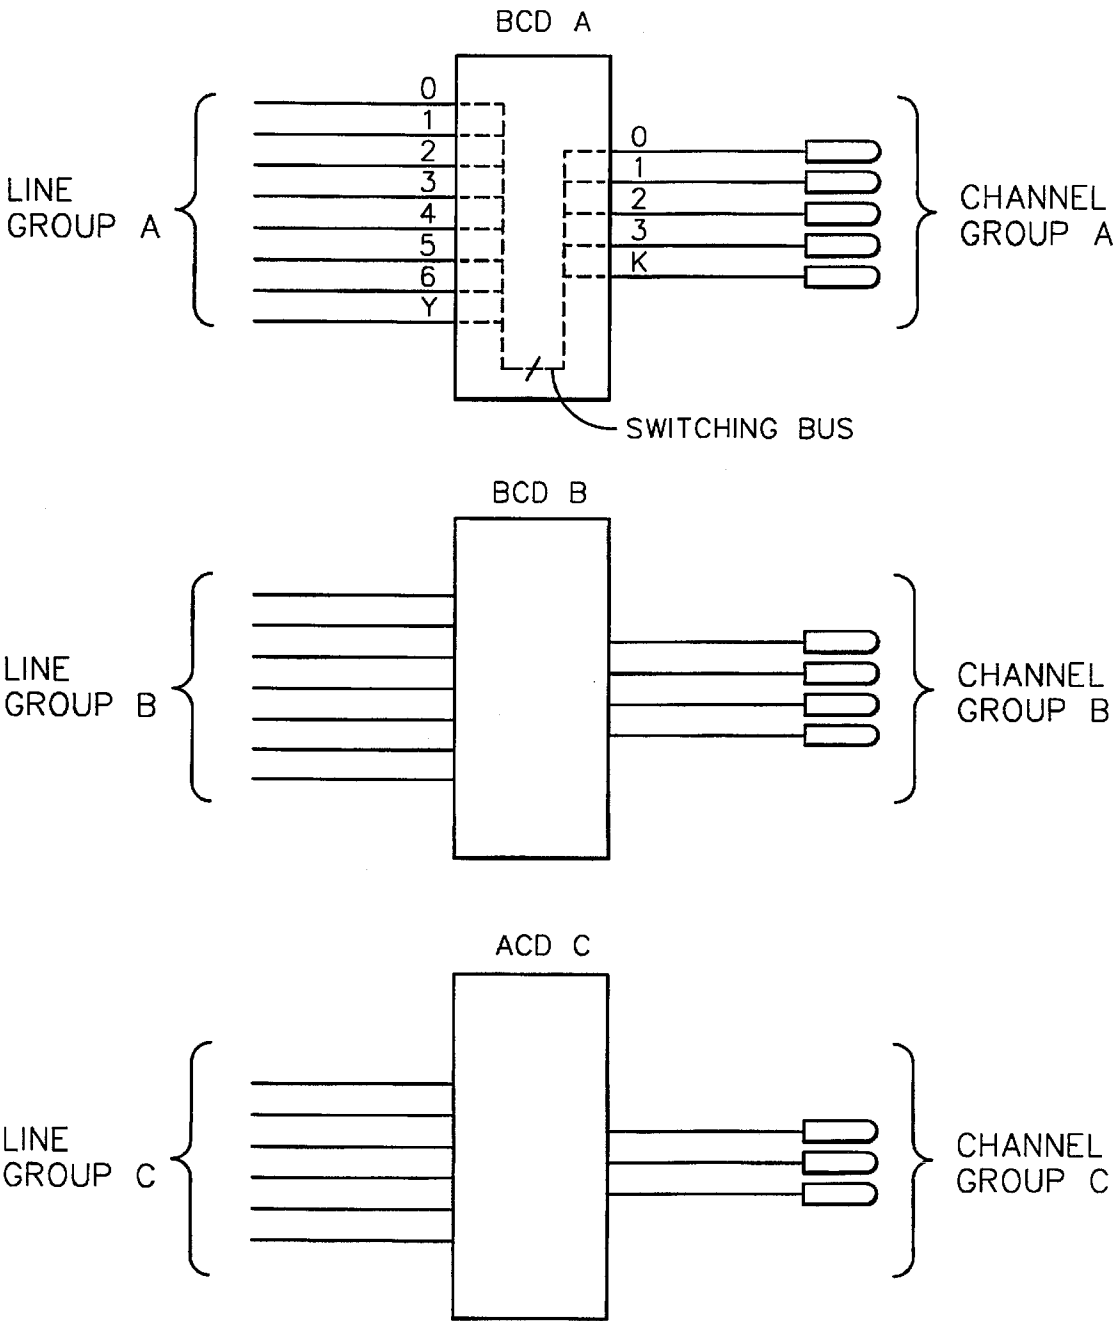 BCD A
0
1
2
3
4
5
6
Y
0
1
2
3
K
LINE
GROUP A
CHANNEL
GROUP A
SWITCHING BUS
BCD B
LINE
GROUP B
CHANNEL
GROUP B
ACD C
LINE
GROUP C
CHANNEL
GROUP C